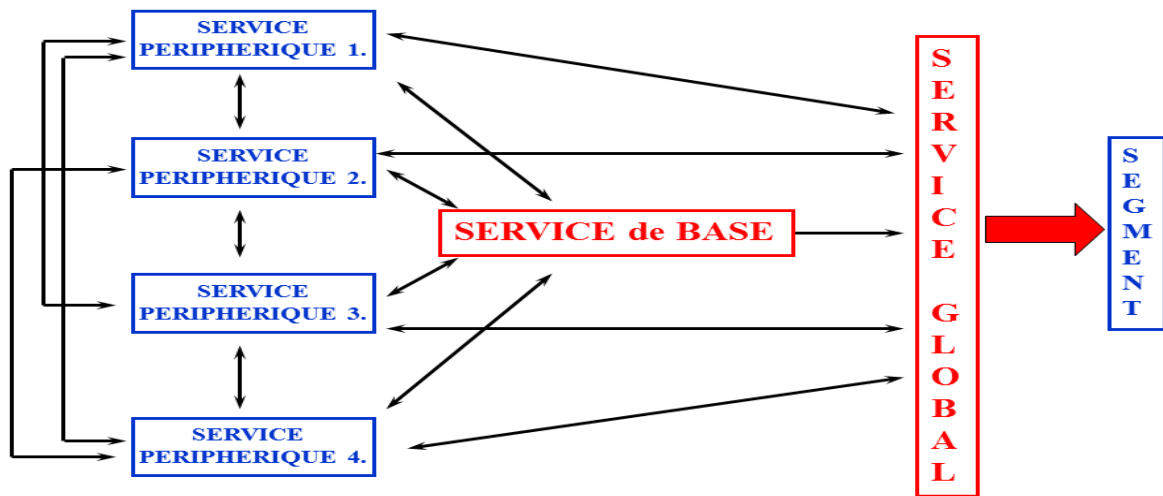 SERVICE
PERIPHERIQUE 1.
SERVICE
PERIPHERIQUE 2.
SERVICE de BASE
SERVICE
PERIPHERIQUE 3.
SERVICE
PERIPHERIQUE 4.
SERVICE GLOBAL
SEGMENT